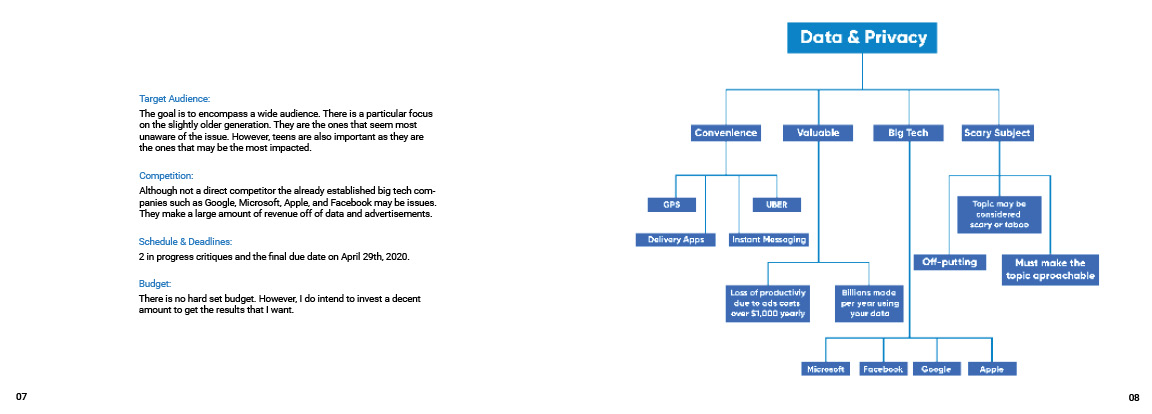 Target Audience:
The goal is to encompass a wide audience. There is a particular focus
on the slightly older generation. They are the ones that seem most
unaware of the issue. However, teens are also important as they are
the ones that may be the most impacted.
Competition:
Although not a direct competitor the already established big tech com-
panies such as Google, Microsoft, Apple, and Facebook may be issues.
They make a large amount of revenue off of data and advertisements.
Schedule & Deadlines:
2 in progress critiques and the final due date on April 29th, 2020.
Budget:
There is no hard set budget. However, I do intend to invest a decent
amount to get the results that I want.
07
Data & Privacy
Convenience
Valuable
Big Tech
Scary Subject
GPS
UBER
Delivery Apps
Instant Messaging
Topic may be
considered
scary or taboo
Off-putting
Must make the
topic aproachable
Loss of productiviy
due to ads costs
over $1,000 yearly
Billions made
per year using
your data
Microsoft
Facebook
Google
Apple
08